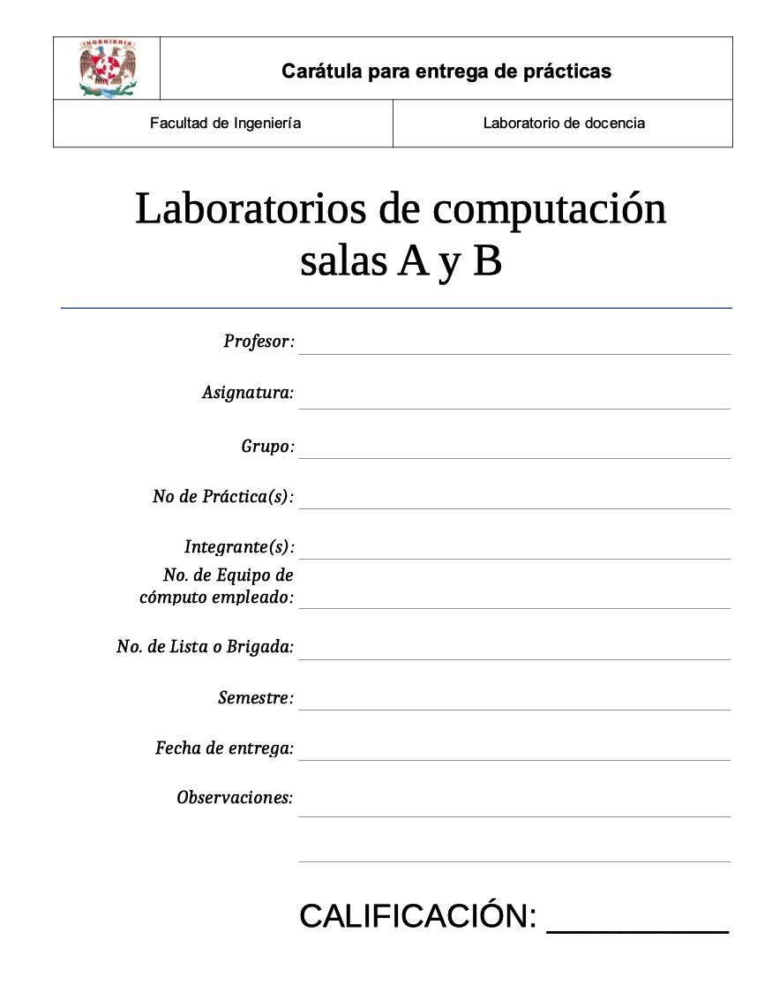 INGENIERIA
Carátula para entrega de prácticas
Facultad de Ingeniería
Laboratorio de docencia
Laboratorios de computación
salas A y B
Profesor:
Asignatura:
Grupo:
No de Práctica(s):
Integrante(s):
No. de Equipo de
cómputo empleado:
No. de Lista o Brigada:
Semestre:
Fecha de entrega:
Observaciones:
CALIFICACIÓN: __________